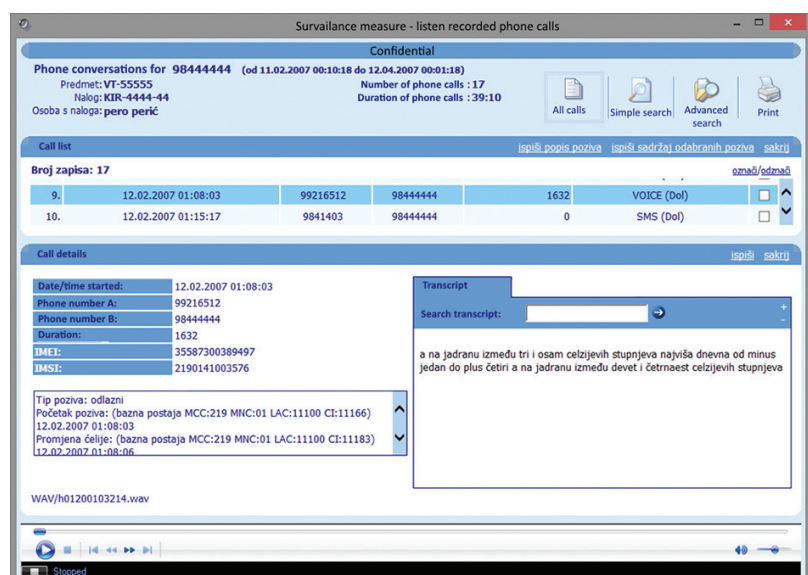 Survailance measure - listen recorded phone calls
Confidential
Phone conversations for 98444444 (od 11.02.2007 00:10:18 do 12.04.2007 00:01:18)
Predmet: VT-55555 Number of phone calls : 17
Nalog: KIR-4444-44 Duration of phone calls : 39:10
Osoba s naloga: pero perić
All calls Simple search Advanced search Print
Call list ispiši popis poziva ispiši sadržaj odabranih poziva sakrij
Broj zapisa: 17 označi/odznači
9. 12.02.2007 01:08:03 99216512 98444444 1632 VOICE (Dol)
10. 12.02.2007 01:15:17 9841403 98444444 0 SMS (Dol)
Call details ispiši sakrij
Date/time started: 12.02.2007 01:08:03
Phone number A: 99216512
Phone number B: 98444444
Duration: 1632
IMEI: 35587300389497
IMSI: 2190141003576
Tip poziva: odlazni
Početak poziva: (bazna postaja MCC:219 MNC:01 LAC:11100 CI:11166)
12.02.2007 01:08:03
Promjena ćelije: (bazna postaja MCC:219 MNC:01 LAC:11100 CI:11183)
12.02.2007 01:08:06
Transcript
Search transcript:
+
-
a na jadranu između tri i osam celzijevih stupnjeva najviša dnevna od minus
jedan do plus četiri a na jadranu između devet i četrnaest celzijevih stupnjeva
WAV/h01200103214.wav
Stopped